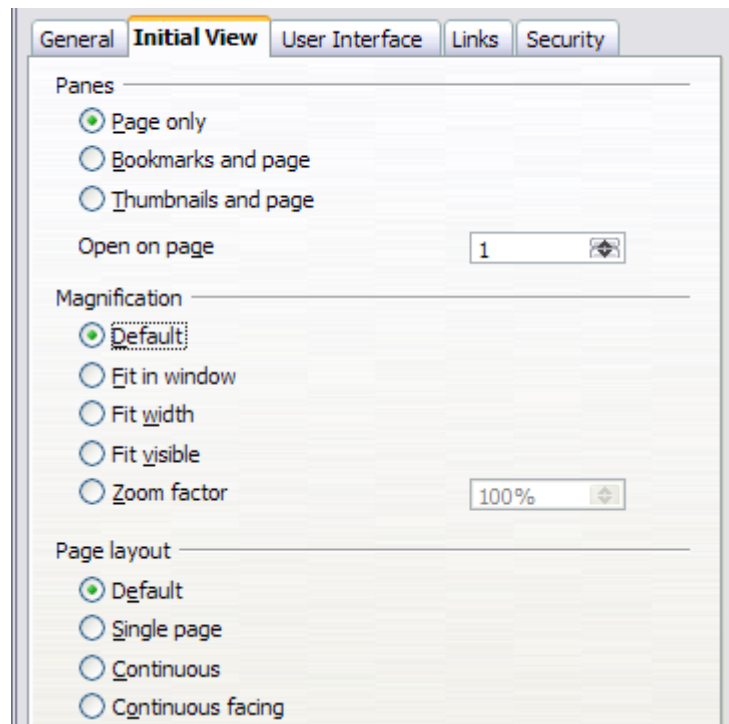 General Initial View User Interface Links Security
Panes
Page only
Bookmarks and page
Thumbnails and page
Open on page 1
Magnification
Default
Fit in window
Fit width
Fit visible
Zoom factor 100%
Page layout
Default
Single page
Continuous
Continuous facing